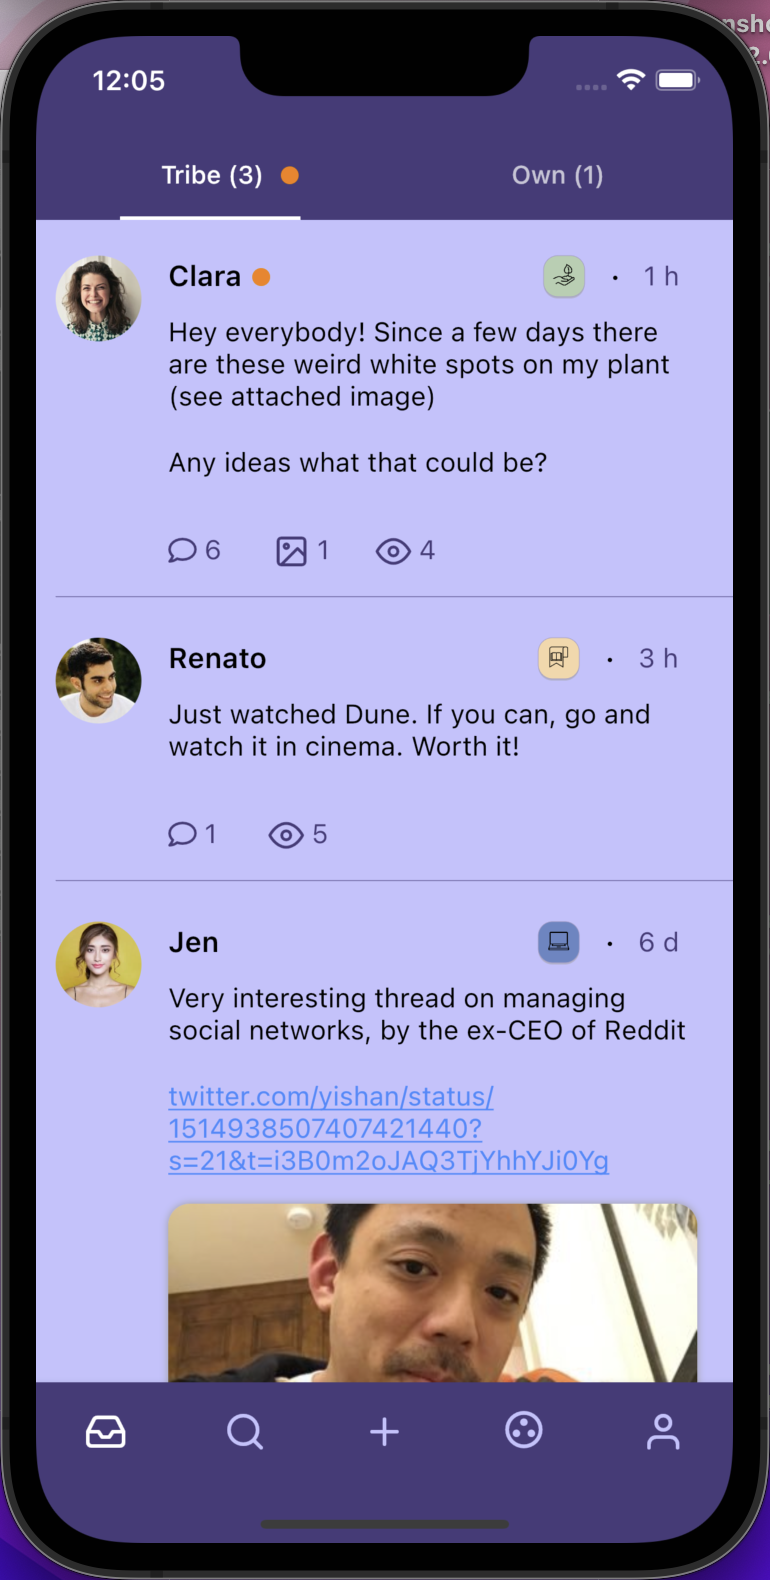 12:05
Tribe (3)
Own (1)
Clara
· 1 h
Hey everybody! Since a few days there
are these weird white spots on my plant
(see attached image)
Any ideas what that could be?
6 1 4
Renato
· 3 h
Just watched Dune. If you can, go and
watch it in cinema. Worth it!
1 5
Jen
· 6 d
Very interesting thread on managing
social networks, by the ex-CEO of Reddit
twitter.com/yishan/status/
1514938507407421440?
s=21&t=i3B0m2oJAQ3TjYhhYJi0Yg